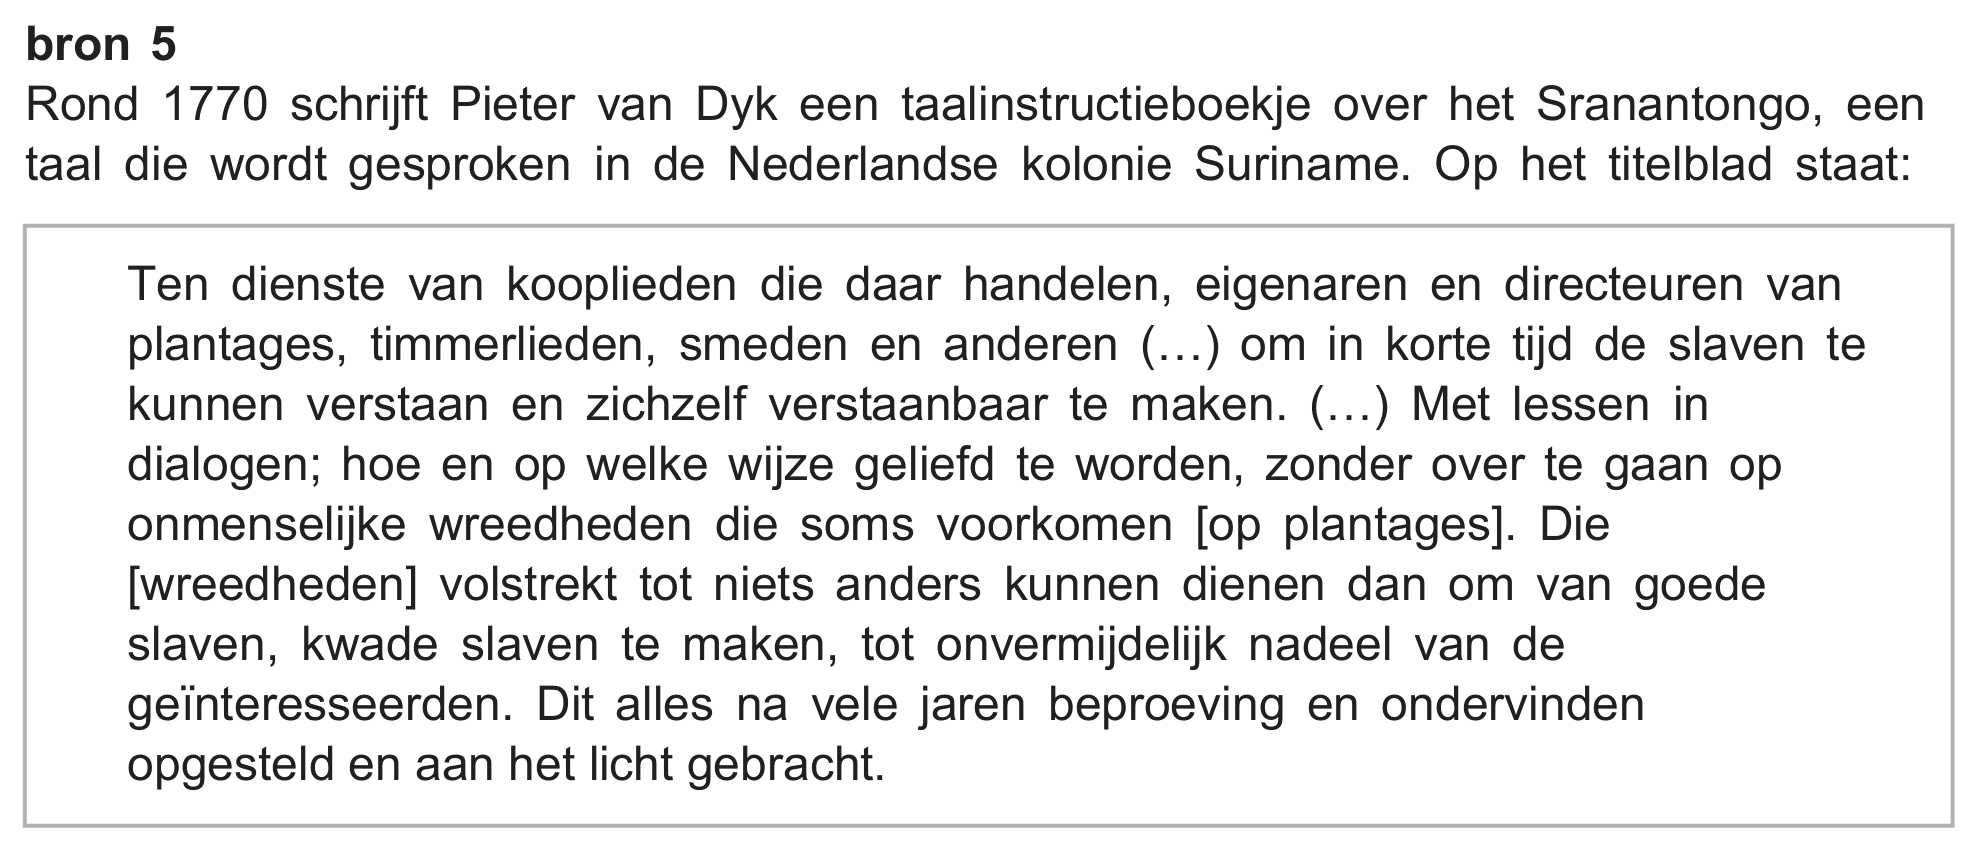 bron 5
Rond 1770 schrijft Pieter van Dyk een taalinstructieboekje over het Sranantongo, een
taal die wordt gesproken in de Nederlandse kolonie Suriname. Op het titelblad staat:
Ten dienste van kooplieden die daar handelen, eigenaren en directeuren van
plantages, timmerlieden, smeden en anderen (…) om in korte tijd de slaven te
kunnen verstaan en zichzelf verstaanbaar te maken. (…) Met lessen in
dialogen; hoe en op welke wijze geliefd te worden, zonder over te gaan op
onmenselijke wreedheden die soms voorkomen [op plantages]. Die
[wreedheden] volstrekt tot niets anders kunnen dienen dan om van goede
slaven, kwade slaven te maken, tot onvermijdelijk nadeel van de
geïnteresseerden. Dit alles na vele jaren beproeving en ondervinden
opgesteld en aan het licht gebracht.